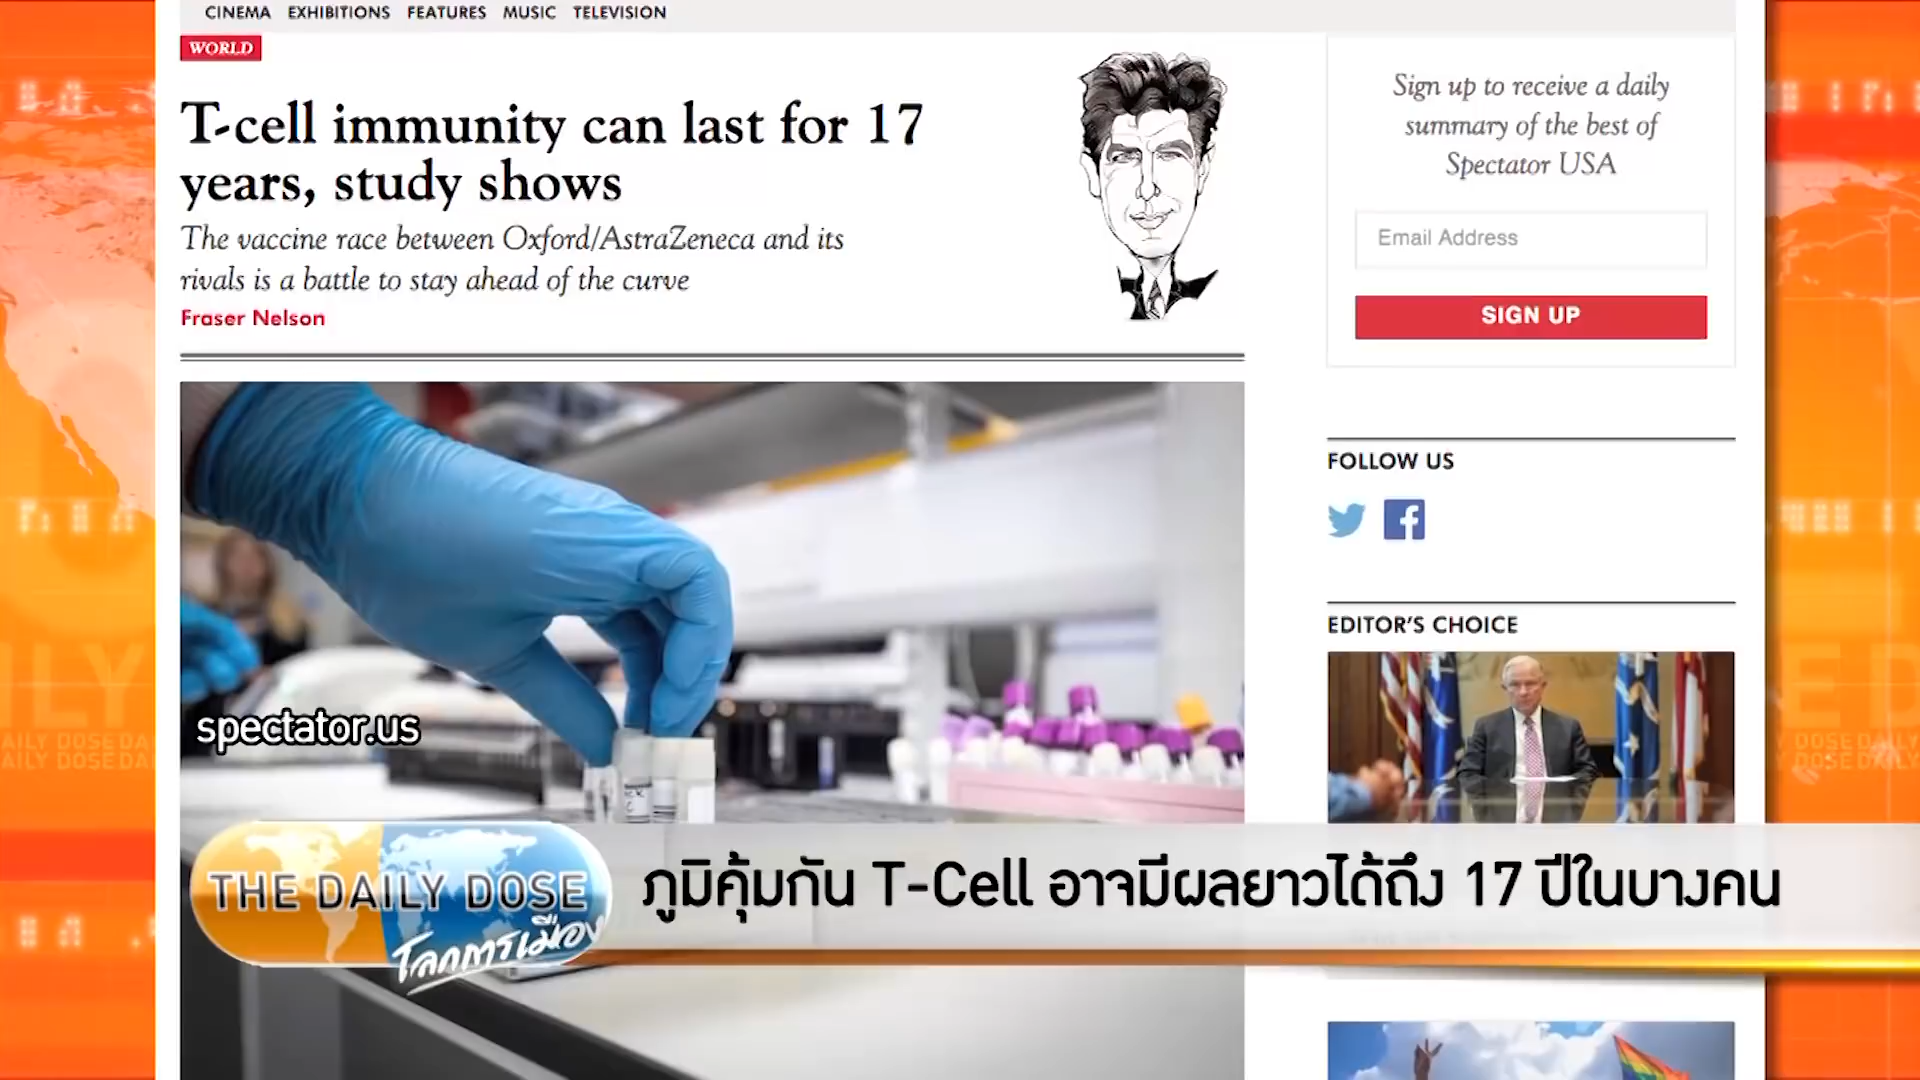 CINEMA EXHIBITIONS FEATURES MUSIC TELEVISION
WORLD
T-cell immunity can last for 17
years, study shows
The vaccine race between Oxford/AstraZeneca and its
rivals is a battle to stay ahead of the curve
Fraser Nelson
Sign up to receive a daily
summary of the best of
Spectator USA
Email Address
SIGN UP
FOLLOW US
EDITOR'S CHOICE
spectator.us
THE DAILY DOSE
โลกการเมือง
ภูมิคุ้มกัน T-Cell อาจมีผลยาวได้ถึง 17 ปีในบางคน